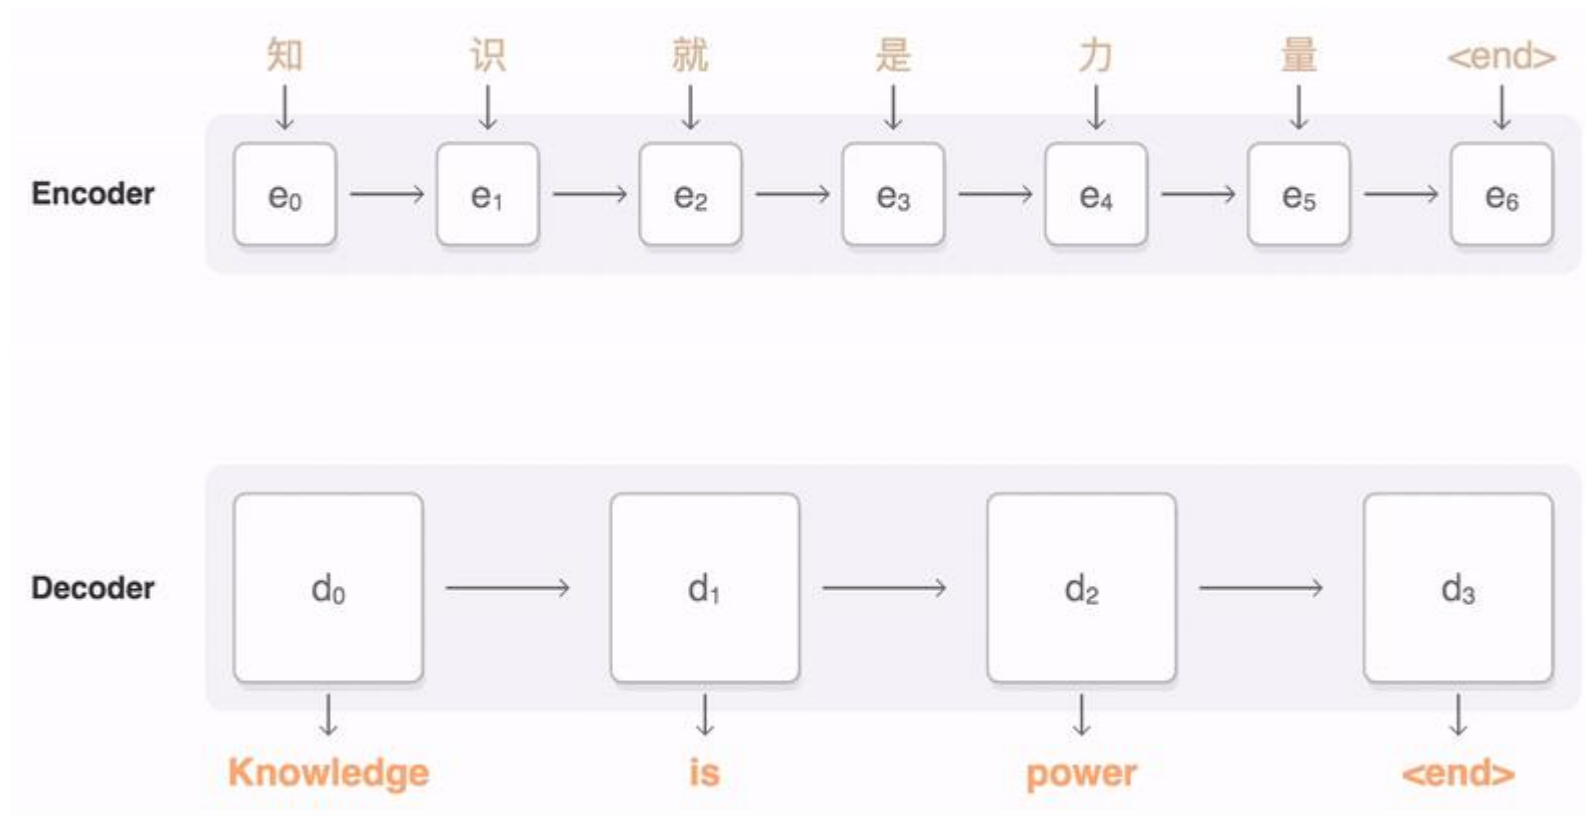 知 识 就 是 力 量 <end>
Encoder e₀ e₁ e₂ e₃ e₄ e₅ e₆
Decoder d₀ d₁ d₂ d₃
Knowledge is power <end>